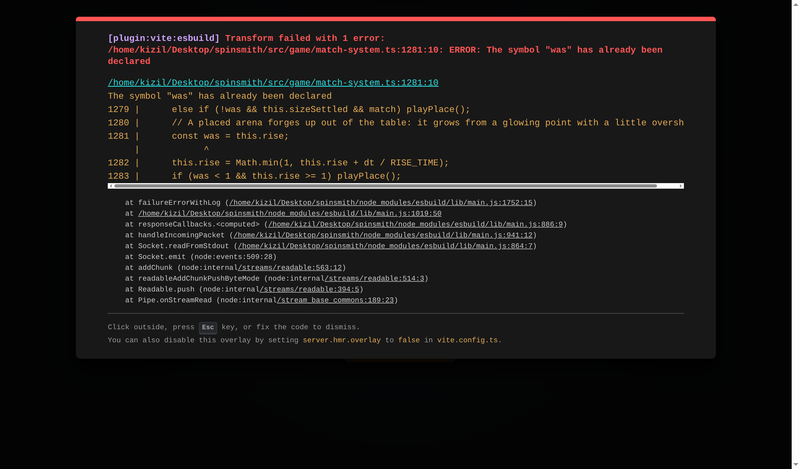 [plugin:vite:esbuild] Transform failed with 1 error:
/home/kizil/Desktop/spinsmith/src/game/match-system.ts:1281:10: ERROR: The symbol "was" has already been
declared
/home/kizil/Desktop/spinsmith/src/game/match-system.ts:1281:10
The symbol "was" has already been declared
1279 |      else if (!was && this.sizeSettled && match) playPlace();
1280 |      // A placed arena forges up out of the table: it grows from a glowing point with a little oversh
1281 |      const was = this.rise;
     |            ^
1282 |      this.rise = Math.min(1, this.rise + dt / RISE_TIME);
1283 |      if (was < 1 && this.rise >= 1) playPlace();
at failureErrorWithLog (/home/kizil/Desktop/spinsmith/node_modules/esbuild/lib/main.js:1752:15)
at /home/kizil/Desktop/spinsmith/node_modules/esbuild/lib/main.js:1019:50
at responseCallbacks.<computed> (/home/kizil/Desktop/spinsmith/node_modules/esbuild/lib/main.js:886:9)
at handleIncomingPacket (/home/kizil/Desktop/spinsmith/node_modules/esbuild/lib/main.js:941:12)
at Socket.readFromStdout (/home/kizil/Desktop/spinsmith/node_modules/esbuild/lib/main.js:864:7)
at Socket.emit (node:events:509:28)
at addChunk (node:internal/streams/readable:563:12)
at readableAddChunkPushByteMode (node:internal/streams/readable:514:3)
at Readable.push (node:internal/streams/readable:394:5)
at Pipe.onStreamRead (node:internal/stream_base_commons:189:23)
Click outside, press Esc key, or fix the code to dismiss.
You can also disable this overlay by setting server.hmr.overlay to false in vite.config.ts.